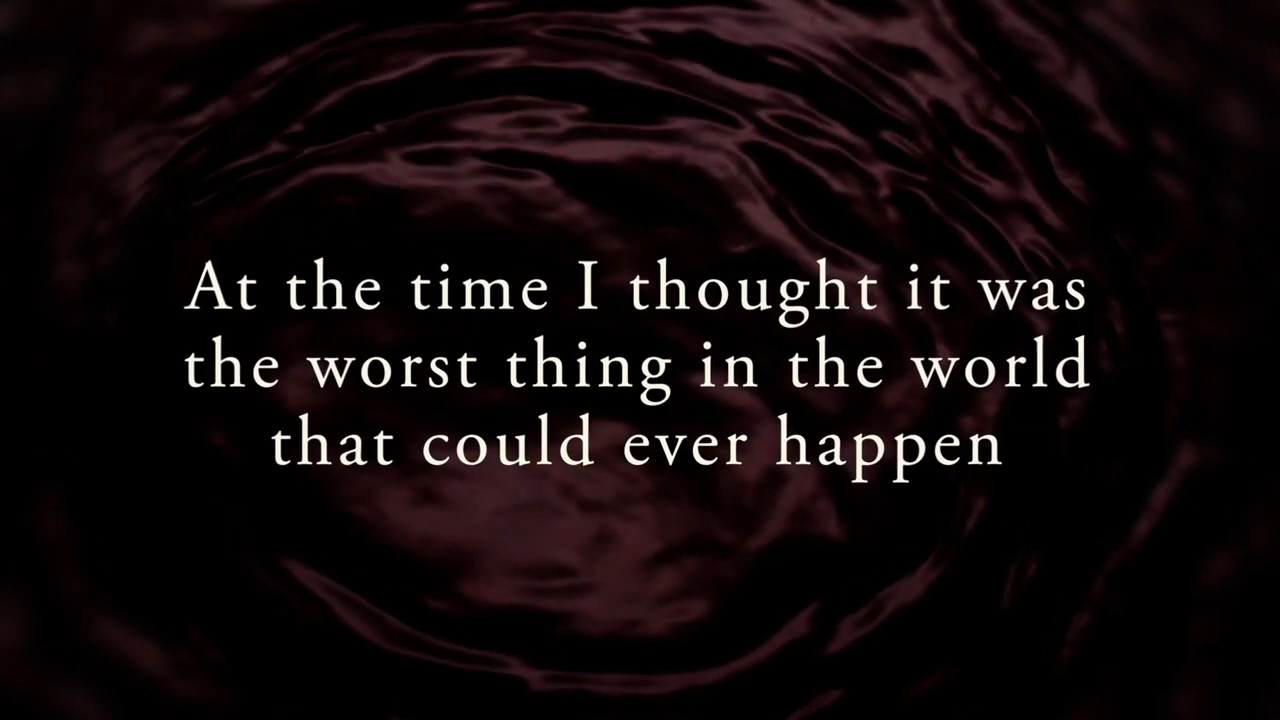 At the time I thought it was
the worst thing in the world
that could ever happen